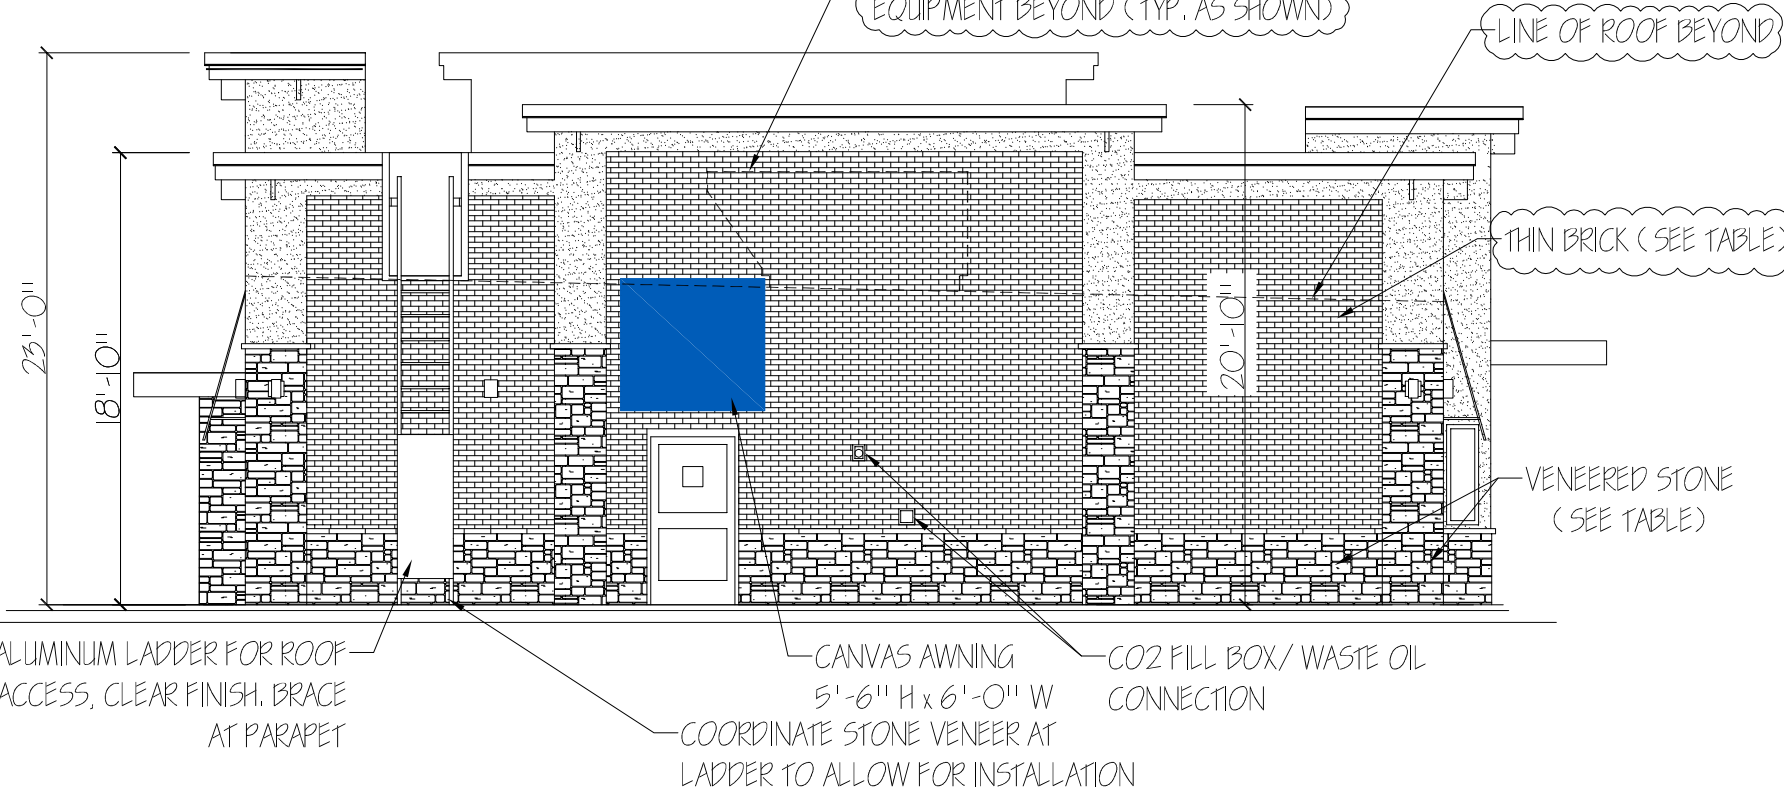 EQUIPMENT BEYOND (TYP. AS SHOWN)
LINE OF ROOF BEYOND
THIN BRICK (SEE TABLE)
23'-0"
18'-10"
20'-10"
VENEERED STONE
(SEE TABLE)
ALUMINUM LADDER FOR ROOF
ACCESS, CLEAR FINISH. BRACE
AT PARAPET
CANVAS AWNING
5'-6" H x 6'-0" W
CO2 FILL BOX/ WASTE OIL
CONNECTION
COORDINATE STONE VENEER AT
LADDER TO ALLOW FOR INSTALLATION